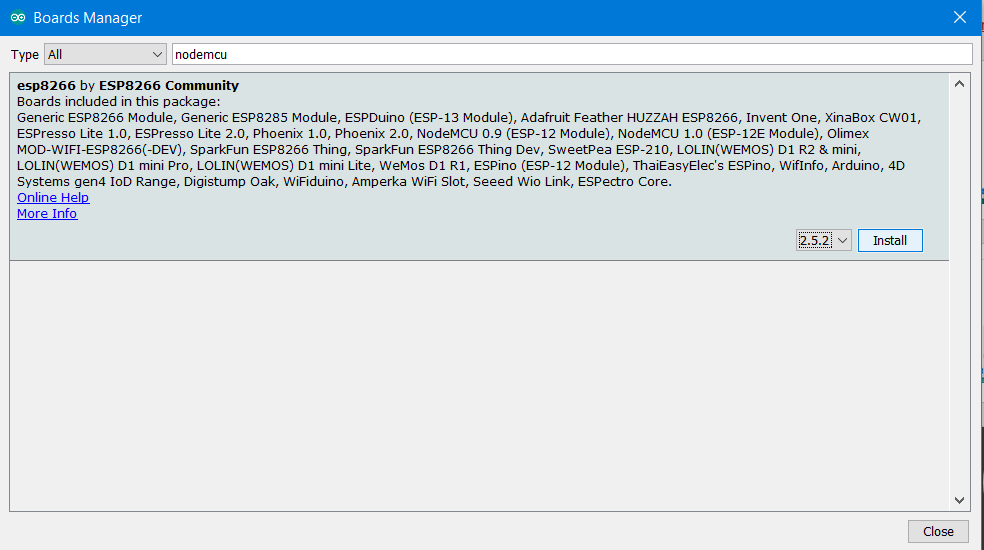 Boards Manager
Type All nodemcu
esp8266 by ESP8266 Community
Boards included in this package:
Generic ESP8266 Module, Generic ESP8285 Module, ESPDuino (ESP-13 Module), Adafruit Feather HUZZAH ESP8266, Invent One, XinaBox CW01,
ESPresso Lite 1.0, ESPresso Lite 2.0, Phoenix 1.0, Phoenix 2.0, NodeMCU 0.9 (ESP-12 Module), NodeMCU 1.0 (ESP-12E Module), Olimex
MOD-WIFI-ESP8266(-DEV), SparkFun ESP8266 Thing, SparkFun ESP8266 Thing Dev, SweetPea ESP-210, LOLIN(WEMOS) D1 R2 & mini,
LOLIN(WEMOS) D1 mini Pro, LOLIN(WEMOS) D1 mini Lite, WeMos D1 R1, ESPino (ESP-12 Module), ThaiEasyElec's ESPino, WifInfo, Arduino, 4D
Systems gen4 IoD Range, Digistump Oak, WiFiduino, Amperka WiFi Slot, Seeed Wio Link, ESPectro Core.
Online Help
More Info
2.5.2 Install
Close